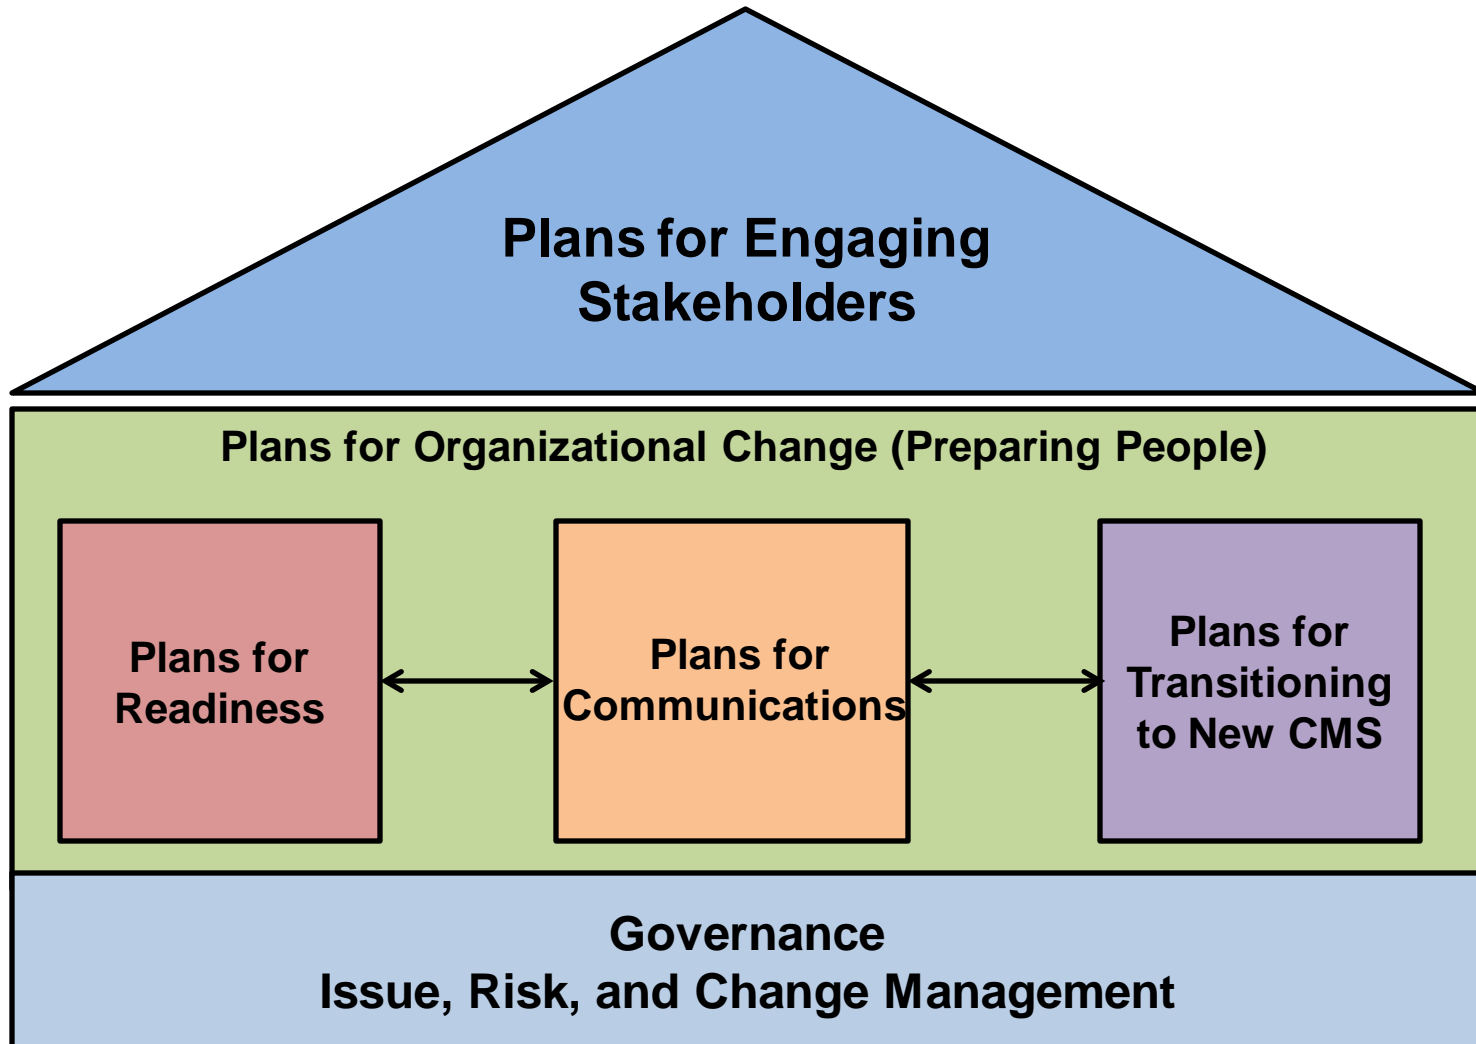 Plans for Engaging
Stakeholders
Plans for Organizational Change (Preparing People)
Plans for
Readiness
Plans for
Communications
Plans for
Transitioning
to New CMS
Governance
Issue, Risk, and Change Management